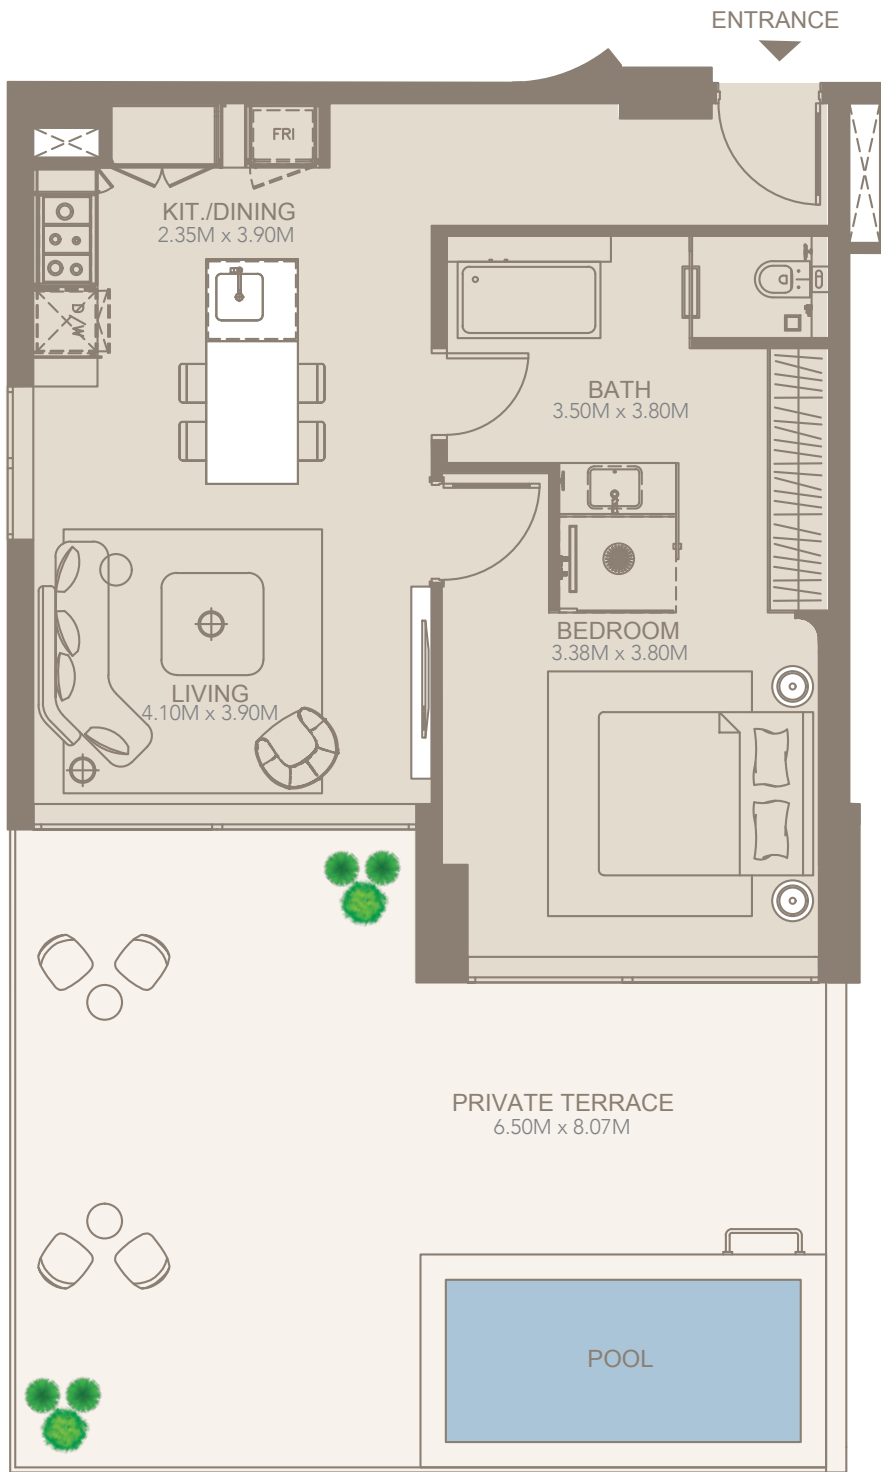 ENTRANCE
FRI
KIT./DINING
2.35M x 3.90M
D/W
BATH
3.50M x 3.80M
BEDROOM
3.38M x 3.80M
LIVING
4.10M x 3.90M
PRIVATE TERRACE
6.50M x 8.07M
POOL